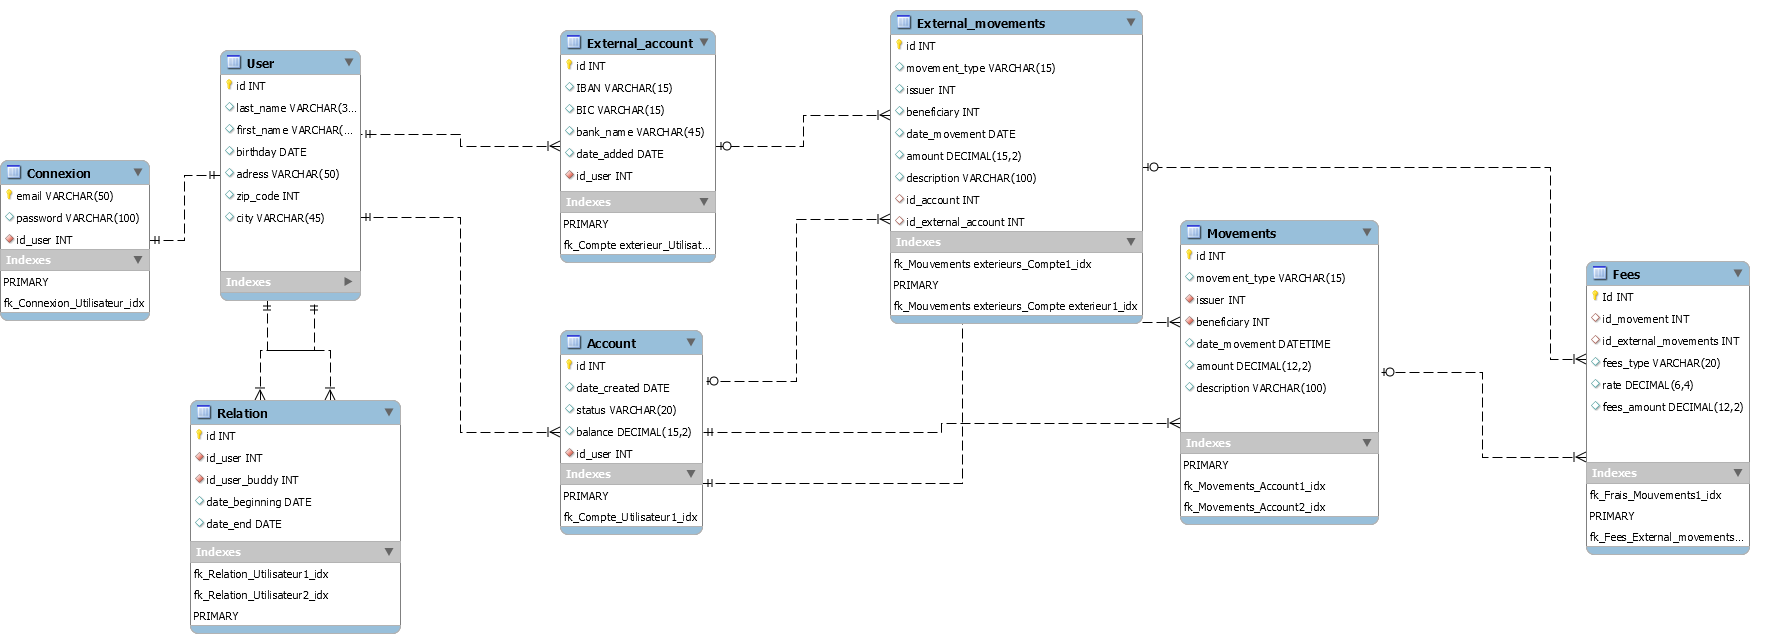 Connexion
email VARCHAR(50)
password VARCHAR(100)
id_user INT
Indexes
PRIMARY
fk_Connexion_Utilisateur_idx
User
id INT
last_name VARCHAR(3...
first_name VARCHAR(...
birthday DATE
adress VARCHAR(50)
zip_code INT
city VARCHAR(45)
Indexes
Relation
id INT
id_user INT
id_user_buddy INT
date_beginning DATE
date_end DATE
Indexes
fk_Relation_Utilisateur1_idx
fk_Relation_Utilisateur2_idx
PRIMARY
External_account
id INT
IBAN VARCHAR(15)
BIC VARCHAR(15)
bank_name VARCHAR(45)
date_added DATE
id_user INT
Indexes
PRIMARY
fk_Compte exterieur_Utilisat...
Account
id INT
date_created DATE
status VARCHAR(20)
balance DECIMAL(15,2)
id_user INT
Indexes
PRIMARY
fk_Compte_Utilisateur1_idx
External_movements
id INT
movement_type VARCHAR(15)
issuer INT
beneficiary INT
date_movement DATE
amount DECIMAL(15,2)
description VARCHAR(100)
id_account INT
id_external_account INT
Indexes
fk_Mouvements exterieurs_Compte1_idx
PRIMARY
fk_Mouvements exterieurs_Compte exterieur1_idx
Movements
id INT
movement_type VARCHAR(15)
issuer INT
beneficiary INT
date_movement DATETIME
amount DECIMAL(12,2)
description VARCHAR(100)
Indexes
PRIMARY
fk_Movements_Account1_idx
fk_Movements_Account2_idx
Fees
Id INT
id_movement INT
id_external_movements INT
fees_type VARCHAR(20)
rate DECIMAL(6,4)
fees_amount DECIMAL(12,2)
Indexes
fk_Frais_Mouvements1_idx
PRIMARY
fk_Fees_External_movements...